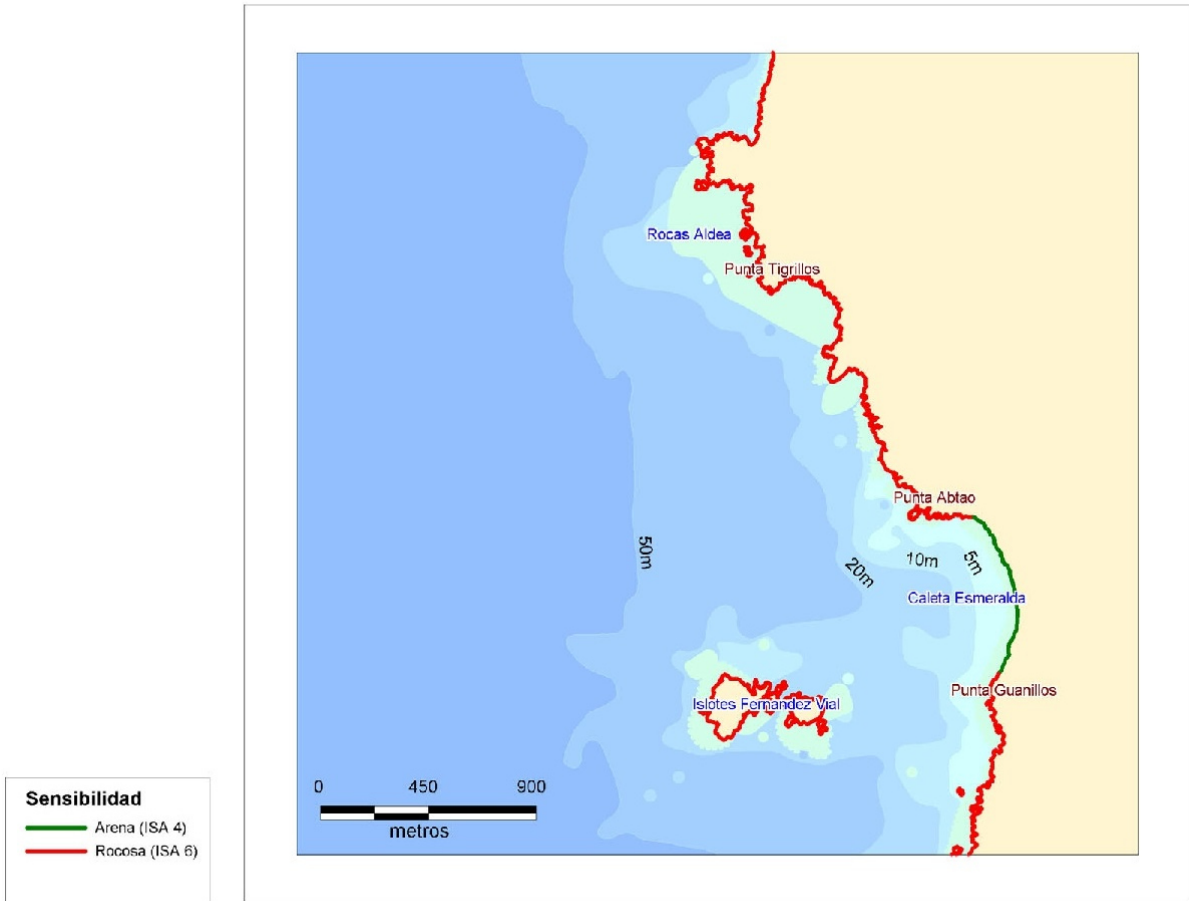 Rocas Aldea
Punta Tigrillos
Punta Abtao
50m
20m
10m
5m
Caleta Esmeralda
Punta Guanillos
Islotes Fernandez Vial
0 450 900
metros
Sensibilidad
Arena (ISA 4)
Rocosa (ISA 6)